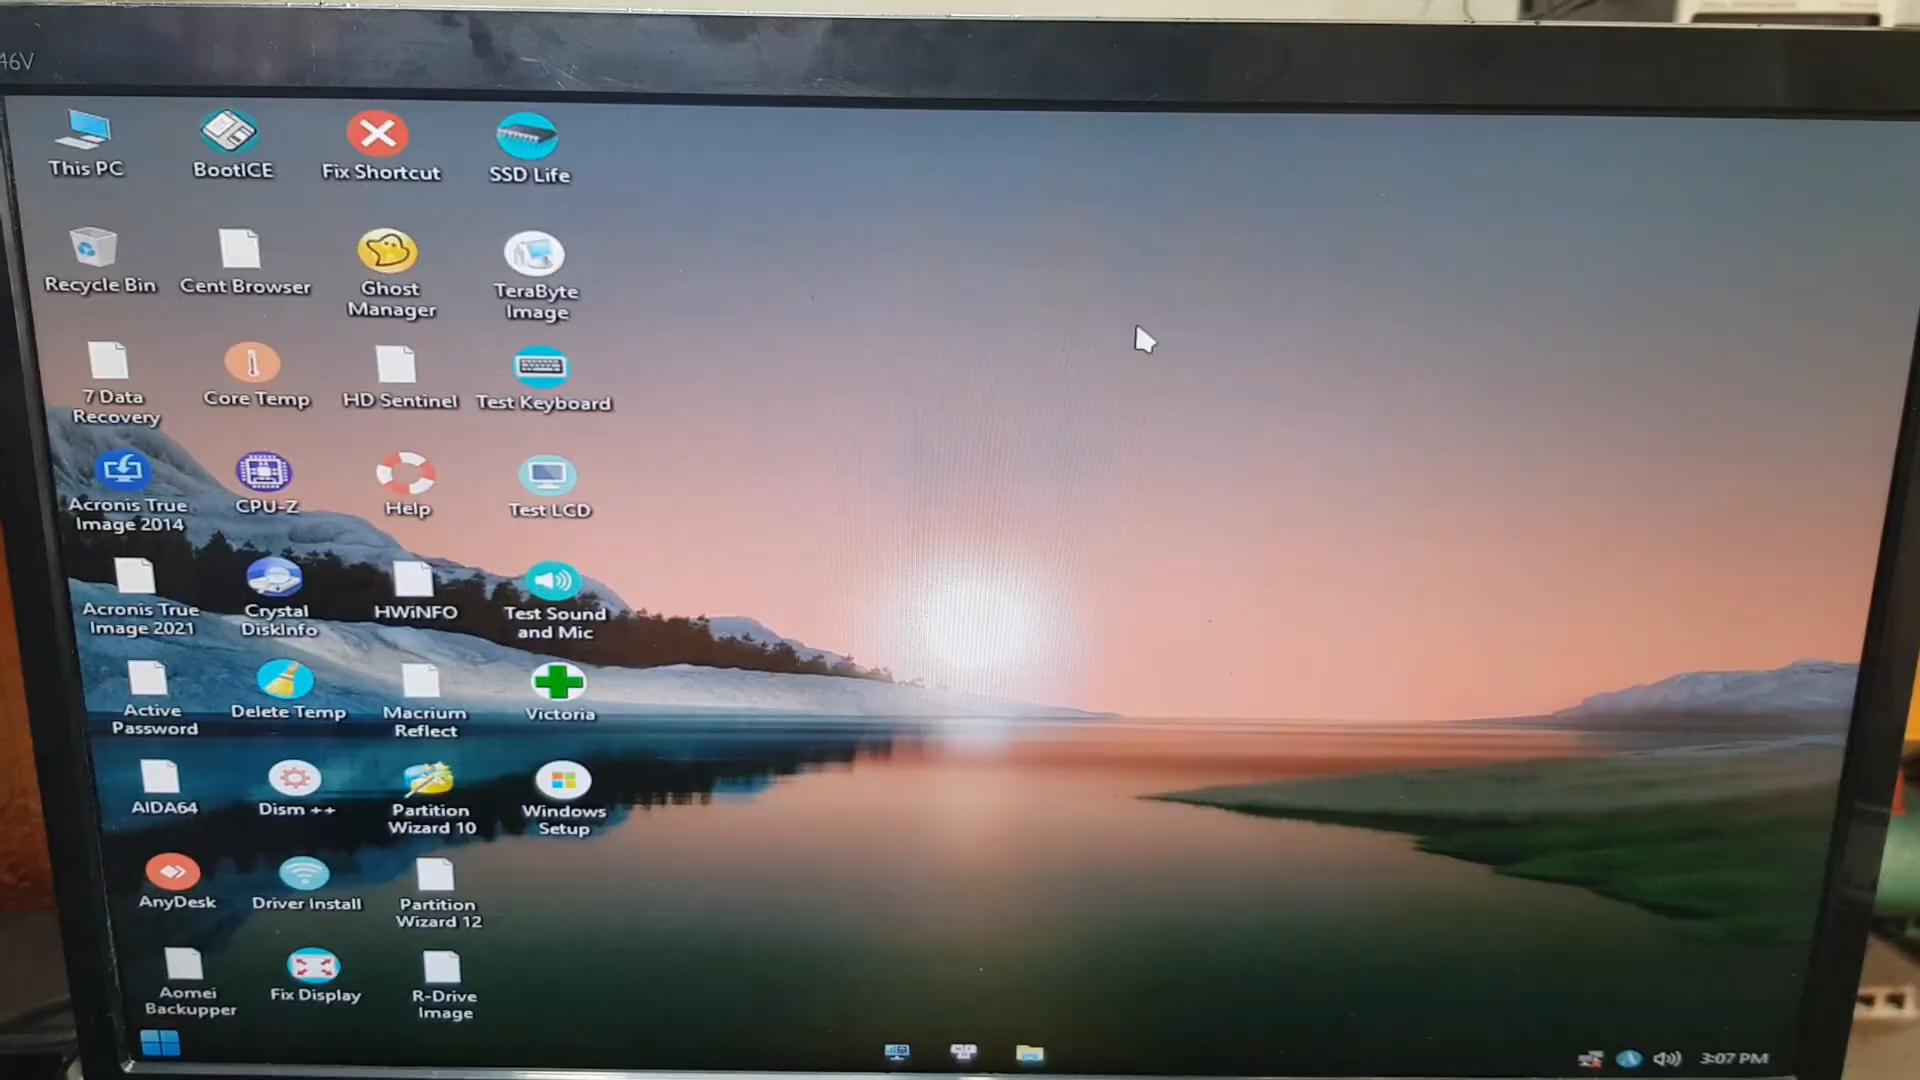 46V
This PC
BootICE
Fix Shortcut
SSD Life
Recycle Bin
Cent Browser
Ghost
Manager
TeraByte
Image
7 Data
Recovery
Core Temp
HD Sentinel
Test Keyboard
Acronis True
Image 2014
CPU-Z
Help
Test LCD
Acronis True
Image 2021
Crystal
DiskInfo
HWiNFO
Test Sound
and Mic
Active
Password
Delete Temp
Macrium
Reflect
Victoria
AIDA64
Dism ++
Partition
Wizard 10
Windows
Setup
AnyDesk
Driver Install
Partition
Wizard 12
Aomei
Backupper
Fix Display
R-Drive
Image
3:07 PM